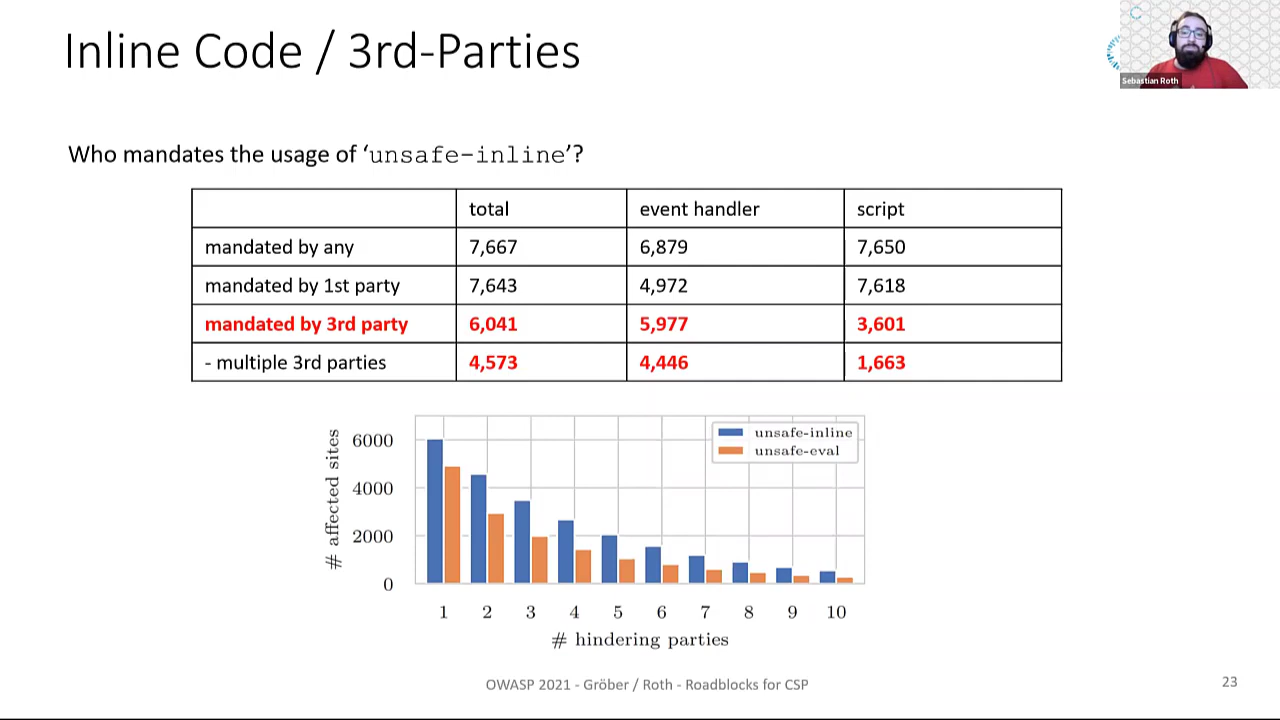 Inline Code / 3rd-Parties
Sebastian Roth
Who mandates the usage of ‘unsafe-inline’?
total event handler script
mandated by any 7,667 6,879 7,650
mandated by 1st party 7,643 4,972 7,618
mandated by 3rd party 6,041 5,977 3,601
- multiple 3rd parties 4,573 4,446 1,663
# affected sites
6000
4000
2000
0
unsafe-inline
unsafe-eval
1 2 3 4 5 6 7 8 9 10
# hindering parties
OWASP 2021 - Gröber / Roth - Roadblocks for CSP
23